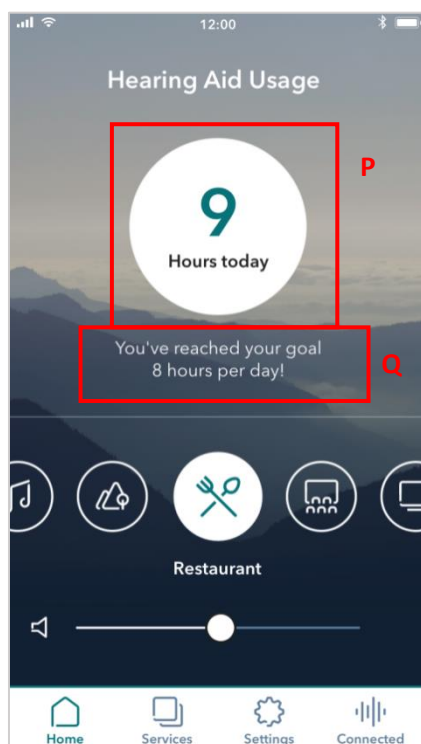 12:00
Hearing Aid Usage
P
9
Hours today
You've reached your goal
8 hours per day!
Q
Restaurant
Home Services Settings Connected